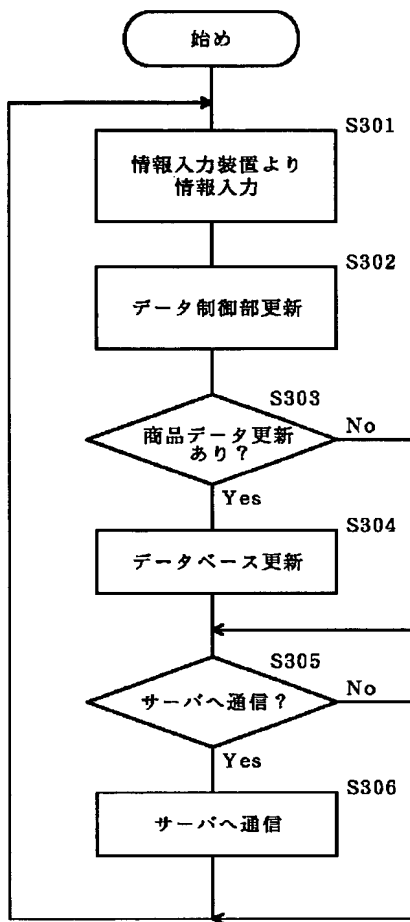 始め
S301
情報入力装置より
情報入力
S302
データ制御部更新
S303
商品データ更新
あり？
No
Yes
S304
データベース更新
S305
サーバへ通信？
No
Yes
S306
サーバへ通信